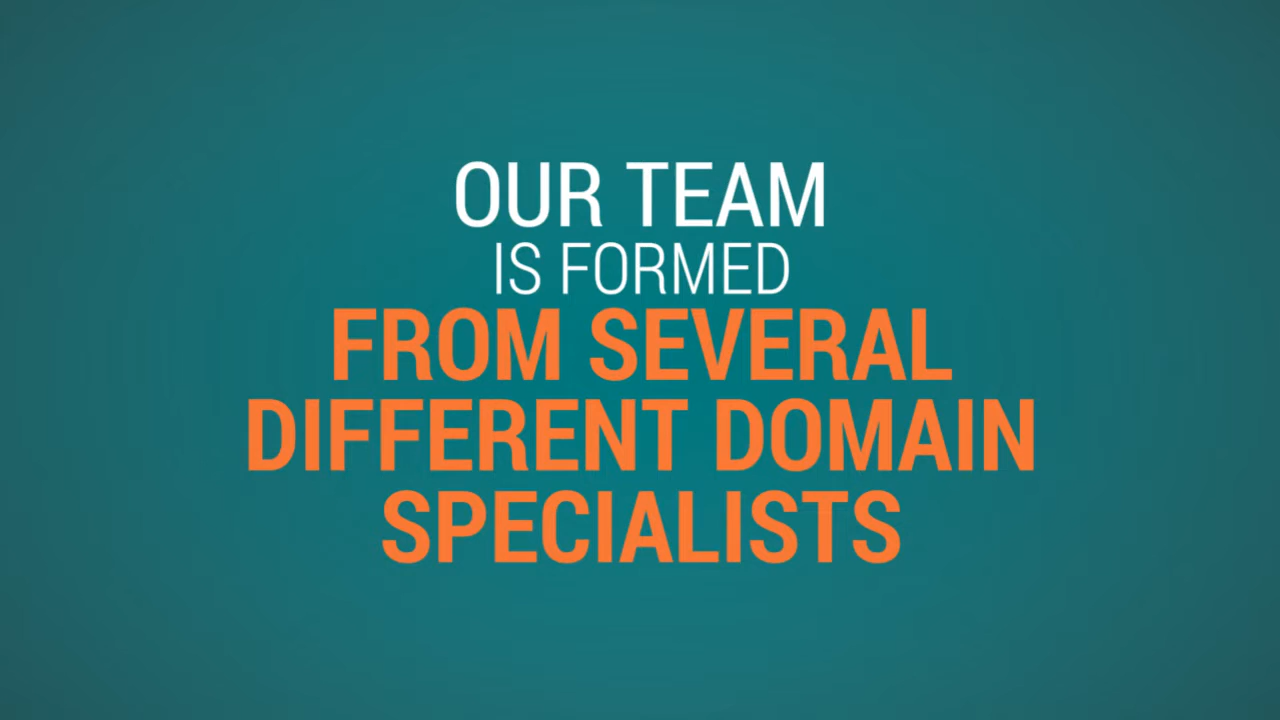 OUR TEAM
IS FORMED
FROM SEVERAL
DIFFERENT DOMAIN
SPECIALISTS